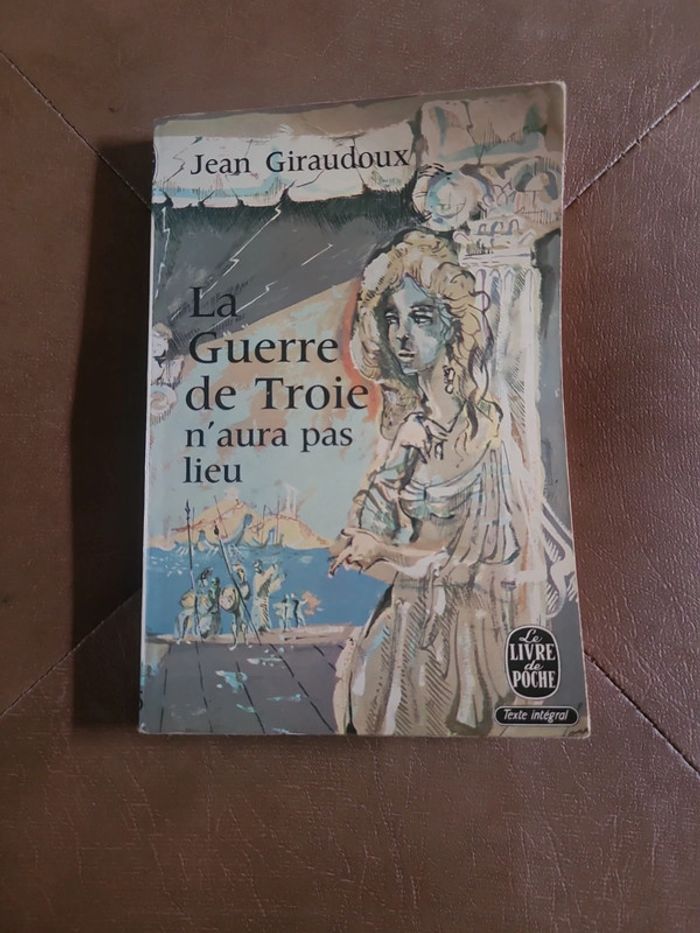 Jean Giraudoux
La
Guerre
de Troie
n'aura pas
lieu
Le
LIVRE
de
POCHE
Texte intégral